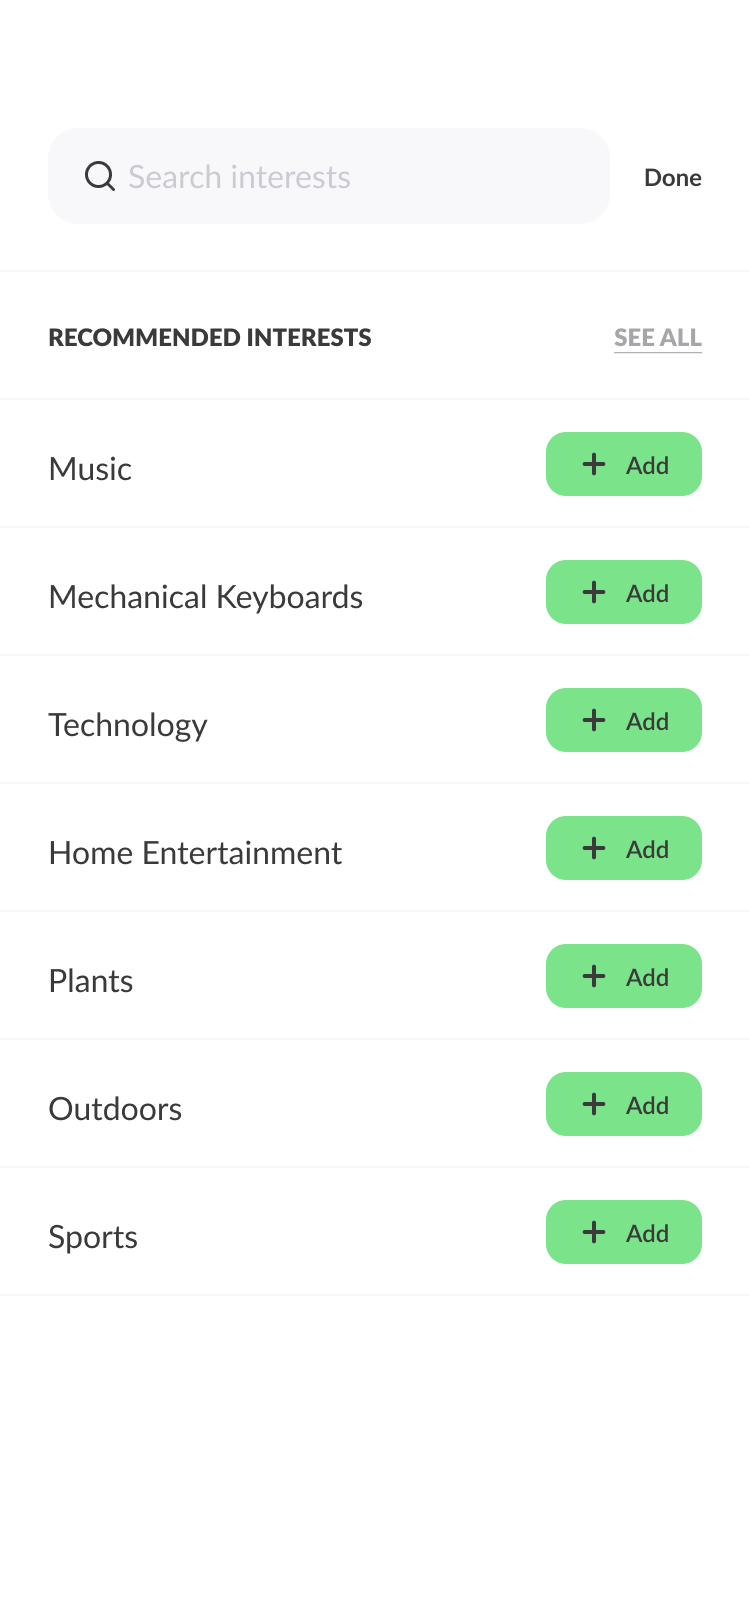 Search interests
Done
RECOMMENDED INTERESTS
SEE ALL
Music
Add
Mechanical Keyboards
Add
Technology
Add
Home Entertainment
Add
Plants
Add
Outdoors
Add
Sports
Add